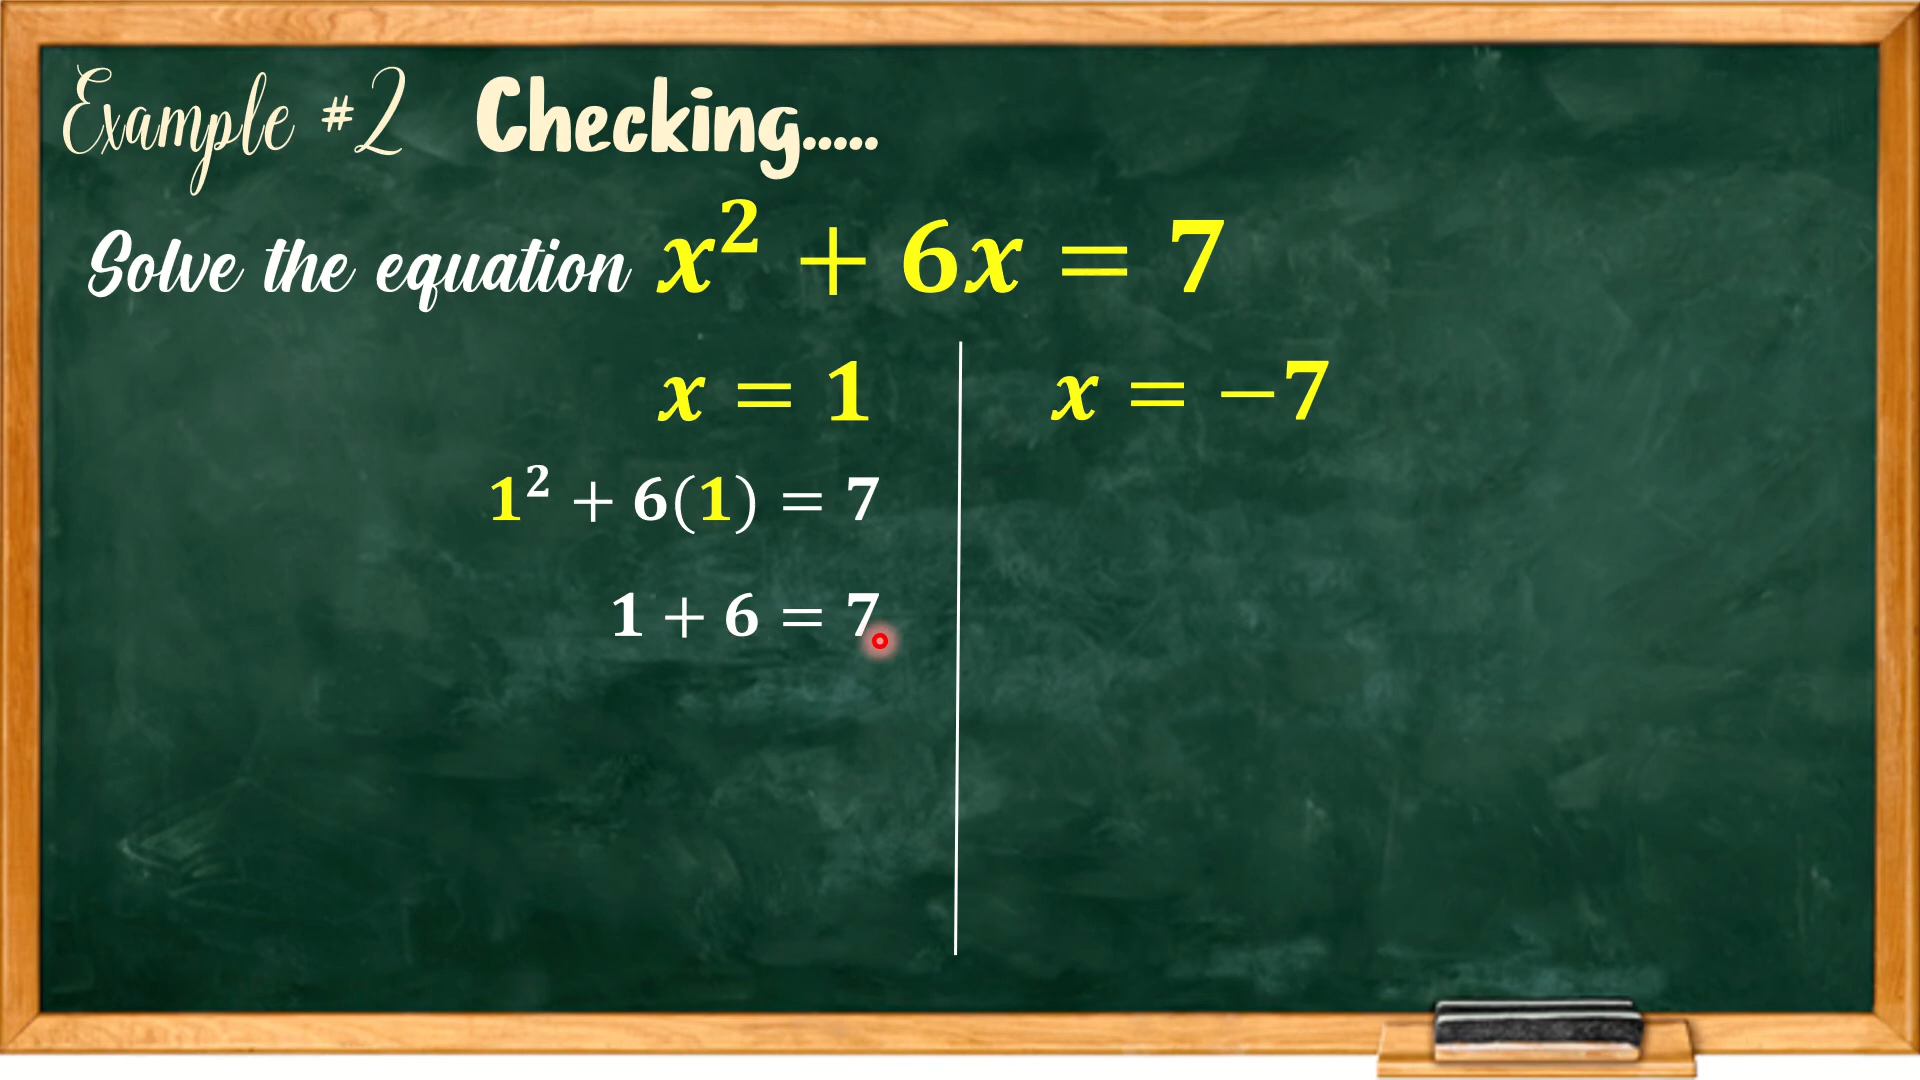 Example #2 Checking.....
Solve the equation x² + 6x = 7
x = 1
1² + 6(1) = 7
1 + 6 = 7
x = −7